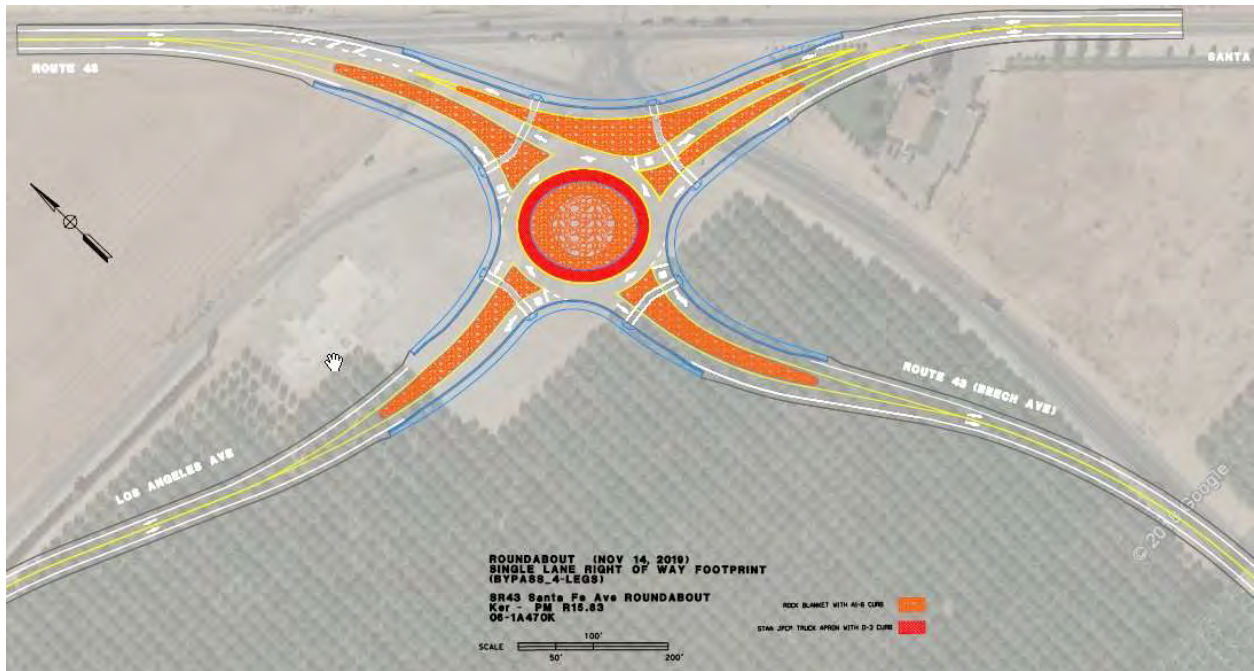 ROUTE 43
SANTA
ROUTE 43 (BEECH AVE)
LOS ANGELES AVE
© 2019 Google
ROUNDABOUT (NOV 14, 2019)
SINGLE LANE RIGHT OF WAY FOOTPRINT
(BYPASS_4-LEGS)
SR43 Santa Fe Ave ROUNDABOUT
Ker - PM R15.83
06-1A470K
ROCK BLANKET WITH A1-6 CURB
STAA JPCP TRUCK APRON WITH D-3 CURB
SCALE
100'
50'
200'